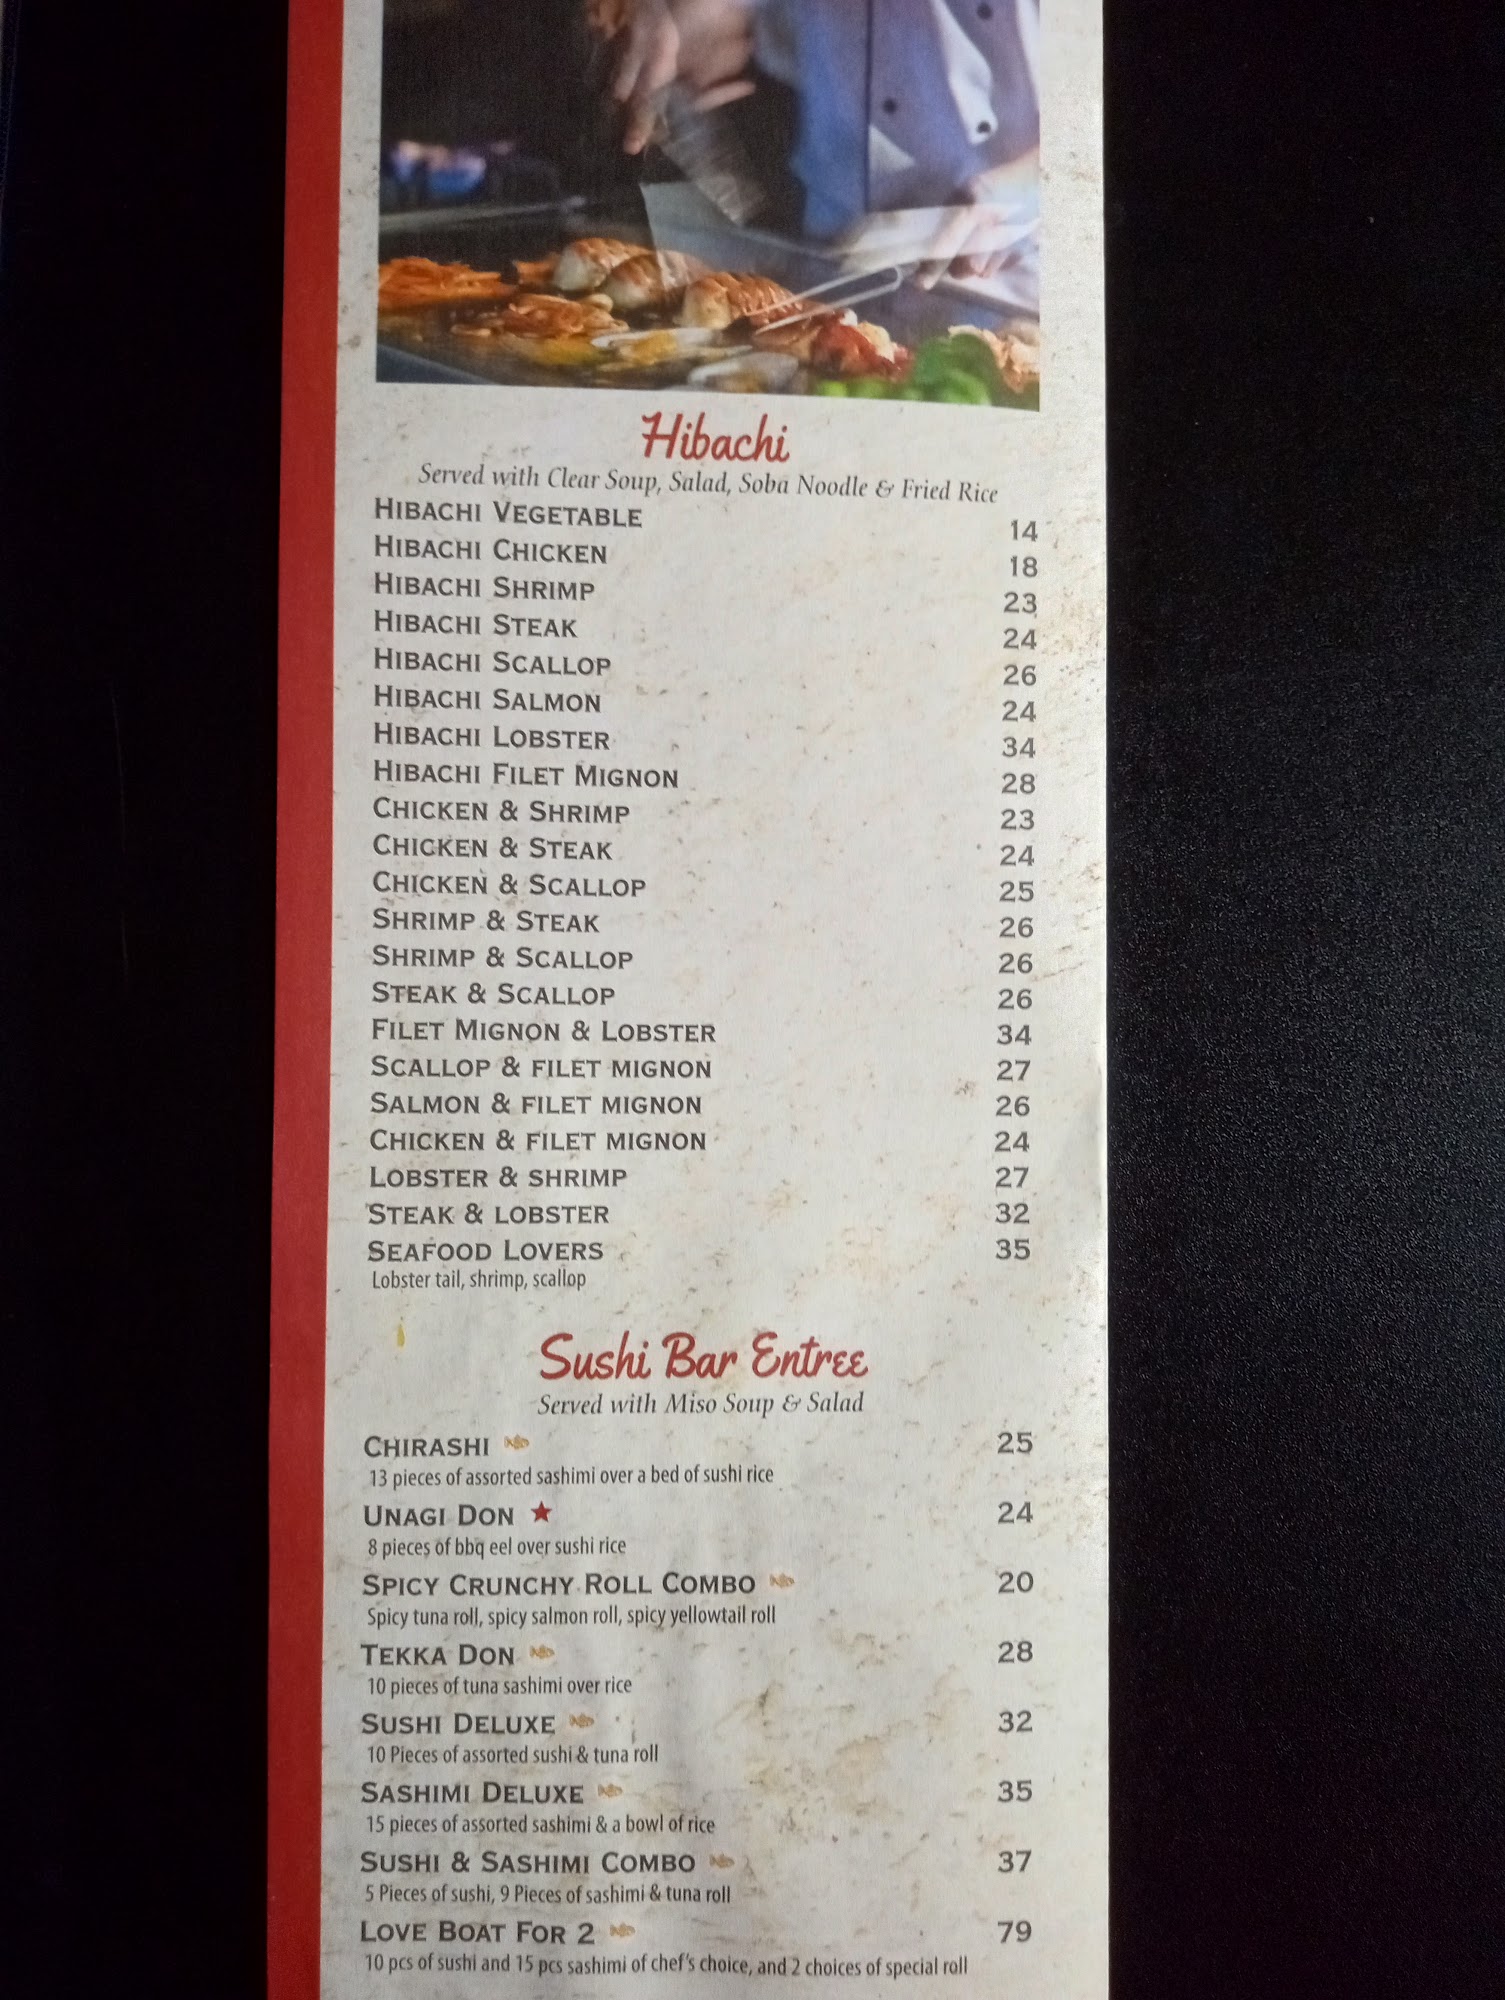 Hibachi
Served with Clear Soup, Salad, Soba Noodle & Fried Rice
HIBACHI VEGETABLE 14
HIBACHI CHICKEN 18
HIBACHI SHRIMP 23
HIBACHI STEAK 24
HIBACHI SCALLOP 26
HIBACHI SALMON 24
HIBACHI LOBSTER 34
HIBACHI FILET MIGNON 28
CHICKEN & SHRIMP 23
CHICKEN & STEAK 24
CHICKEN & SCALLOP 25
SHRIMP & STEAK 26
SHRIMP & SCALLOP 26
STEAK & SCALLOP 26
FILET MIGNON & LOBSTER 34
SCALLOP & FILET MIGNON 27
SALMON & FILET MIGNON 26
CHICKEN & FILET MIGNON 24
LOBSTER & SHRIMP 27
STEAK & LOBSTER 32
SEAFOOD LOVERS 35
Lobster tail, shrimp, scallop
Sushi Bar Entree
Served with Miso Soup & Salad
CHIRASHI 25
13 pieces of assorted sashimi over a bed of sushi rice
UNAGI DON ★ 24
8 pieces of bbq eel over sushi rice
SPICY CRUNCHY ROLL COMBO 20
Spicy tuna roll, spicy salmon roll, spicy yellowtail roll
TEKKA DON 28
10 pieces of tuna sashimi over rice
SUSHI DELUXE 32
10 Pieces of assorted sushi & tuna roll
SASHIMI DELUXE 35
15 pieces of assorted sashimi & a bowl of rice
SUSHI & SASHIMI COMBO 37
5 Pieces of sushi, 9 Pieces of sashimi & tuna roll
LOVE BOAT FOR 2 79
10 pcs of sushi and 15 pcs sashimi of chef's choice, and 2 choices of special roll